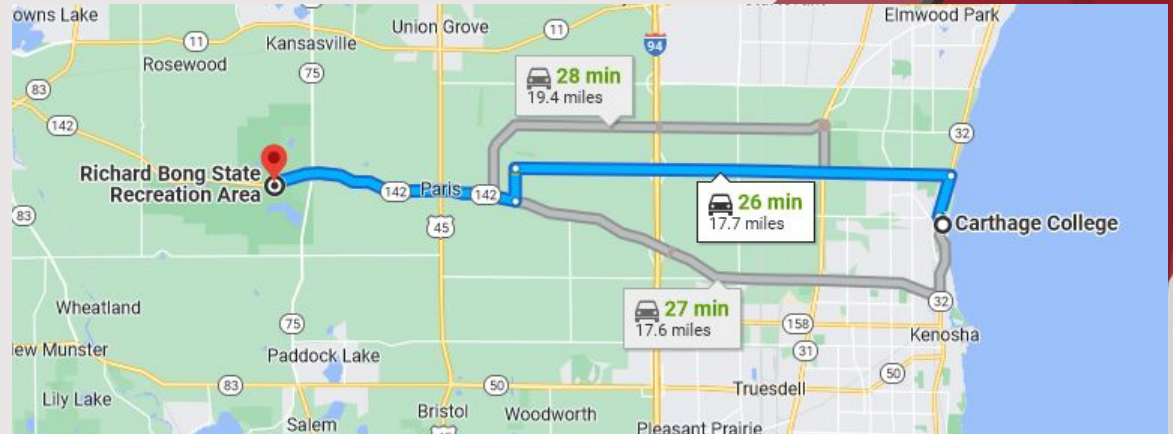 owns Lake
Union Grove
Elmwood Park
11
Kansasville
11
94
Rosewood
75
28 min
19.4 miles
83
142
32
Richard Bong State
Recreation Area
142
Paris
142
26 min
17.7 miles
83
45
Carthage College
27 min
17.6 miles
32
Wheatland
75
158
Kenosha
ew Munster
Paddock Lake
31
50
83
50
Truesdell
Lily Lake
Bristol
Woodworth
Salem
Pleasant Prairie